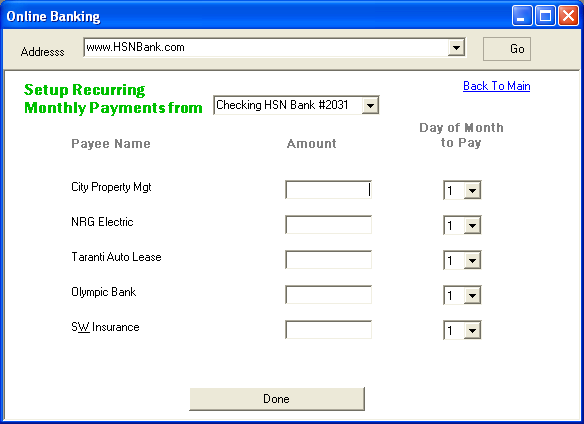 Online Banking
Addresss www.HSNBank.com Go
Back To Main
Setup Recurring
Monthly Payments from Checking HSN Bank #2031
Day of Month
Payee Name Amount to Pay
City Property Mgt 1
NRG Electric 1
Taranti Auto Lease 1
Olympic Bank 1
SW Insurance 1
Done